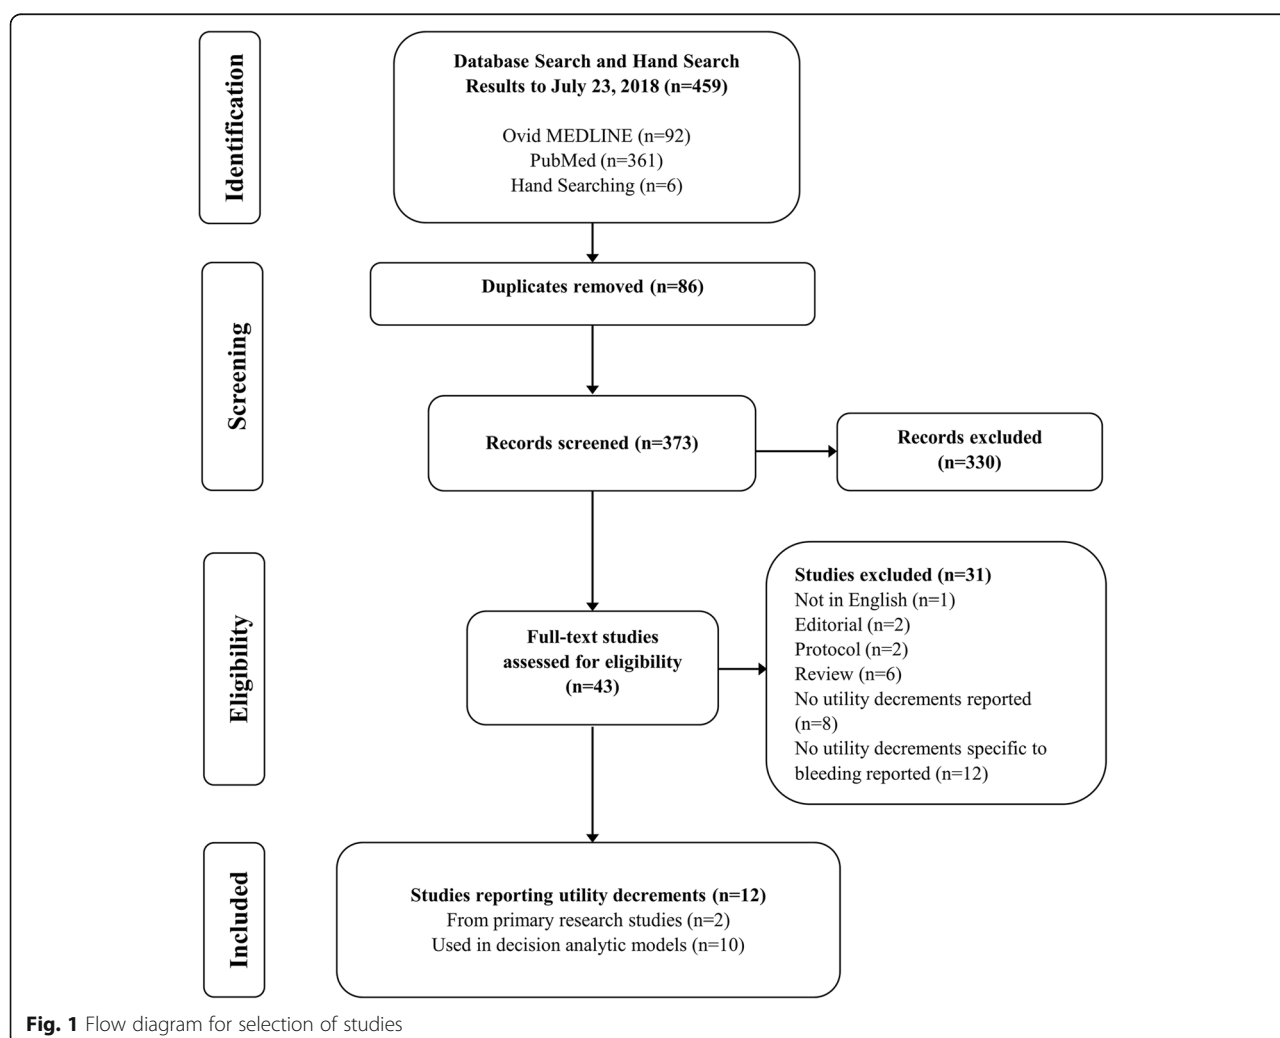 Identification
Database Search and Hand Search
Results to July 23, 2018 (n=459)
Ovid MEDLINE (n=92)
PubMed (n=361)
Hand Searching (n=6)
Screening
Duplicates removed (n=86)
Records screened (n=373)
Records excluded
(n=330)
Eligibility
Full-text studies
assessed for eligibility
(n=43)
Studies excluded (n=31)
Not in English (n=1)
Editorial (n=2)
Protocol (n=2)
Review (n=6)
No utility decrements reported
(n=8)
No utility decrements specific to
bleeding reported (n=12)
Included
Studies reporting utility decrements (n=12)
From primary research studies (n=2)
Used in decision analytic models (n=10)
Fig. 1 Flow diagram for selection of studies